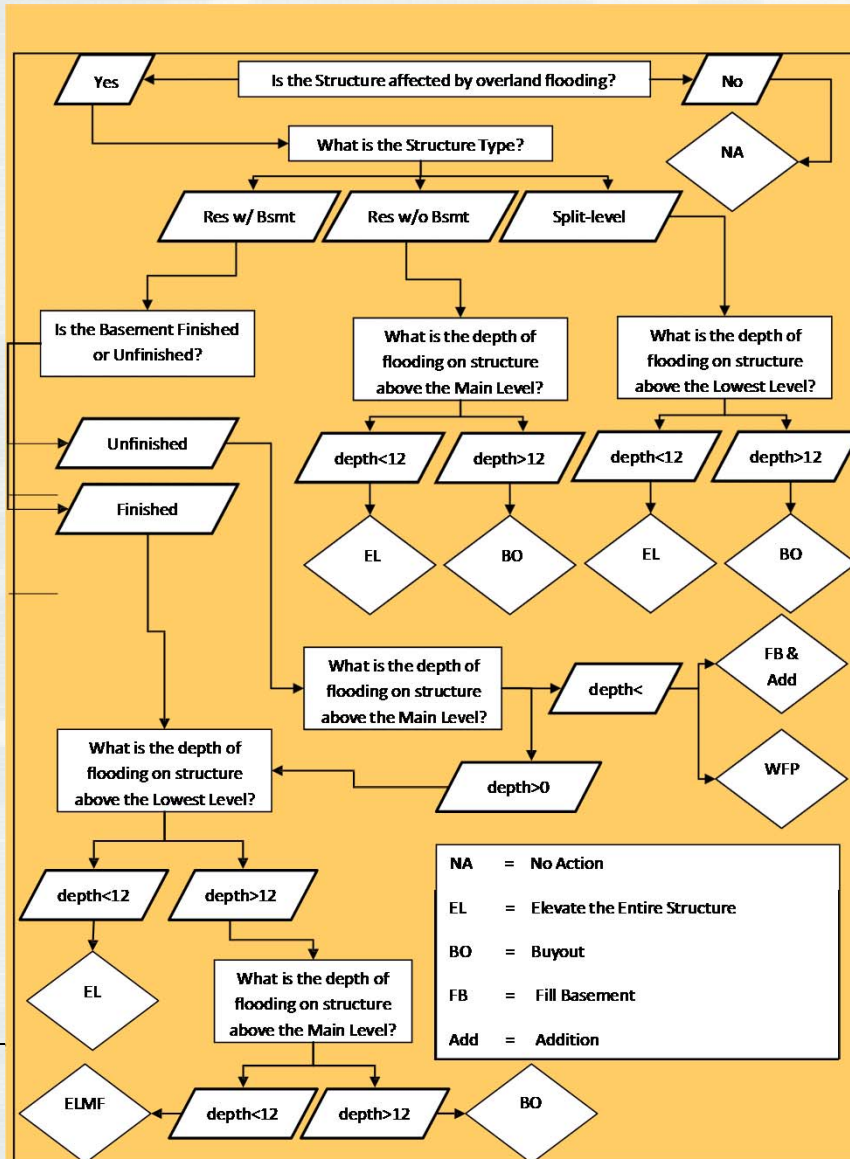 Yes
Is the Structure affected by overland flooding?
No
What is the Structure Type?
NA
Res w/ Bsmt
Res w/o Bsmt
Split-level
Is the Basement Finished
or Unfinished?
What is the depth of
flooding on structure
above the Main Level?
What is the depth of
flooding on structure
above the Lowest Level?
Unfinished
Finished
depth<12
depth>12
depth<12
depth>12
EL
BO
EL
BO
What is the depth of
flooding on structure
above the Main Level?
depth<
FB &
Add
depth>0
WFP
What is the depth of
flooding on structure
above the Lowest Level?
depth<12
depth>12
EL
What is the depth of
flooding on structure
above the Main Level?
ELMF
depth<12
depth>12
BO
NA = No Action
EL = Elevate the Entire Structure
BO = Buyout
FB = Fill Basement
Add = Addition